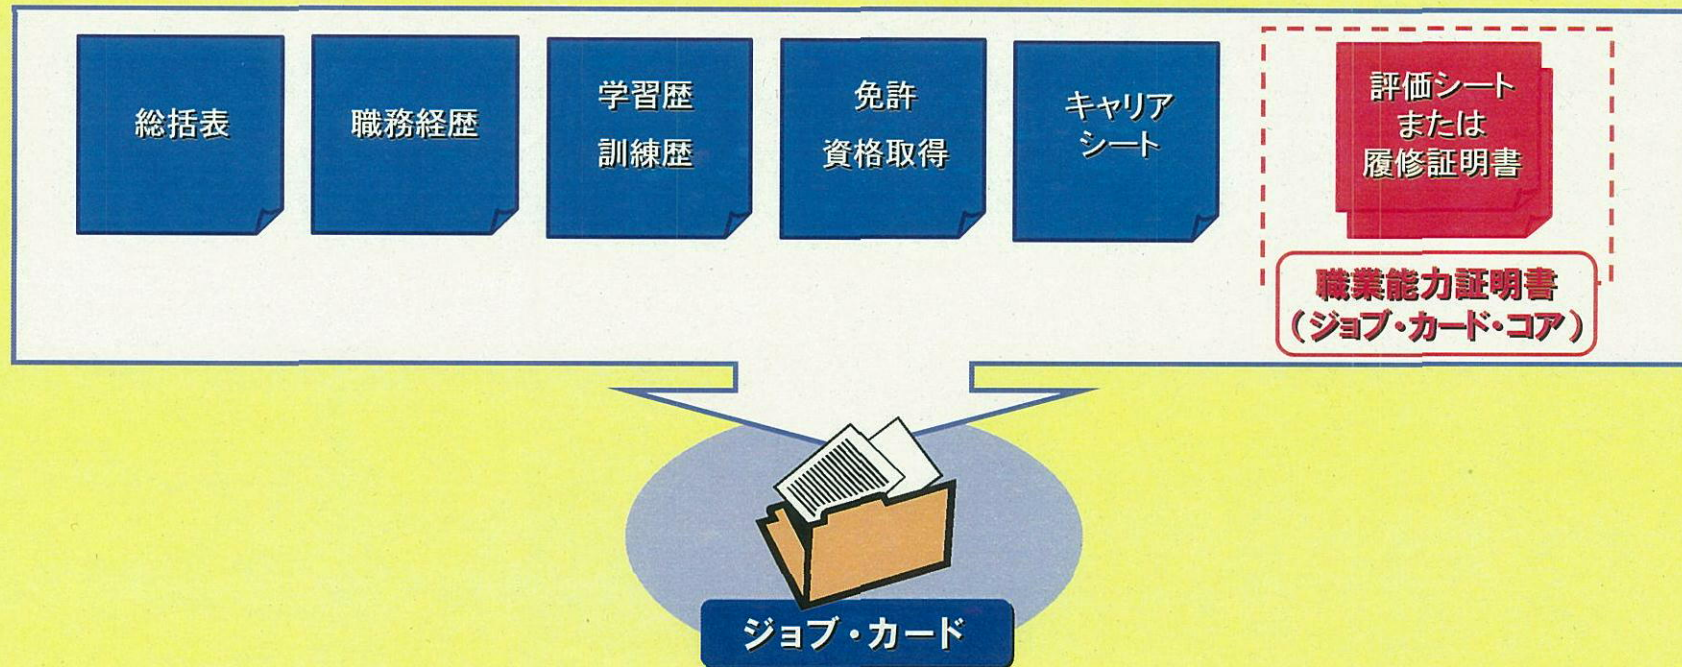 総括表
職務経歴
学習歴
訓練歴
免許
資格取得
キャリア
シート
評価シート
または
履修証明書
職業能力証明書
（ジョブ・カード・コア）
ジョブ・カード